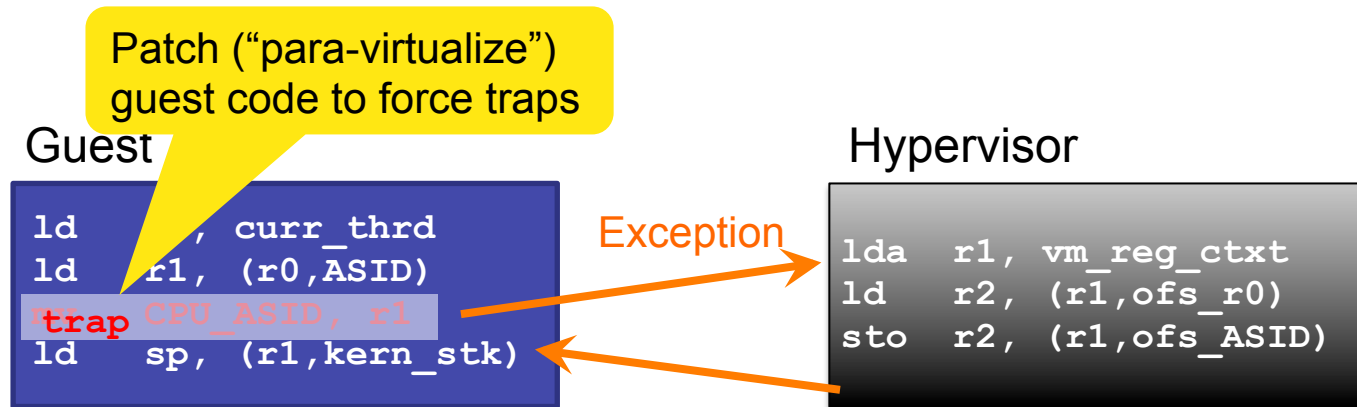 Patch (“para-virtualize”)
guest code to force traps
Guest
Hypervisor
ld , curr_thrd
ld r1, (r0,ASID)
trap CPU_ASID, r1
ld sp, (r1,kern_stk)
Exception
lda r1, vm_reg_ctxt
ld r2, (r1,ofs_r0)
sto r2, (r1,ofs_ASID)